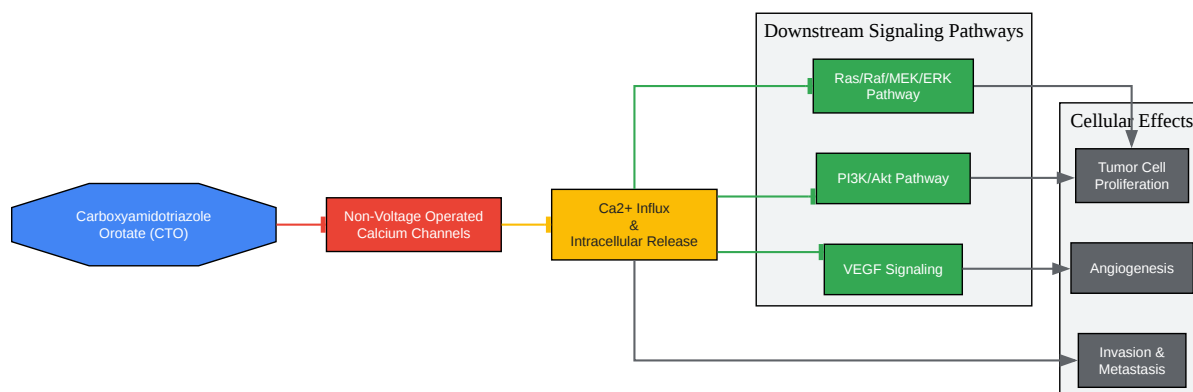 Downstream Signaling Pathways
Ras/Raf/MEK/ERK
Pathway
Cellular Effects
Tumor Cell
Proliferation
PI3K/Akt Pathway
Carboxyamidotriazole
Orotate (CTO)
Non-Voltage Operated
Calcium Channels
Ca2+ Influx
&
Intracellular Release
VEGF Signaling
Angiogenesis
Invasion &
Metastasis